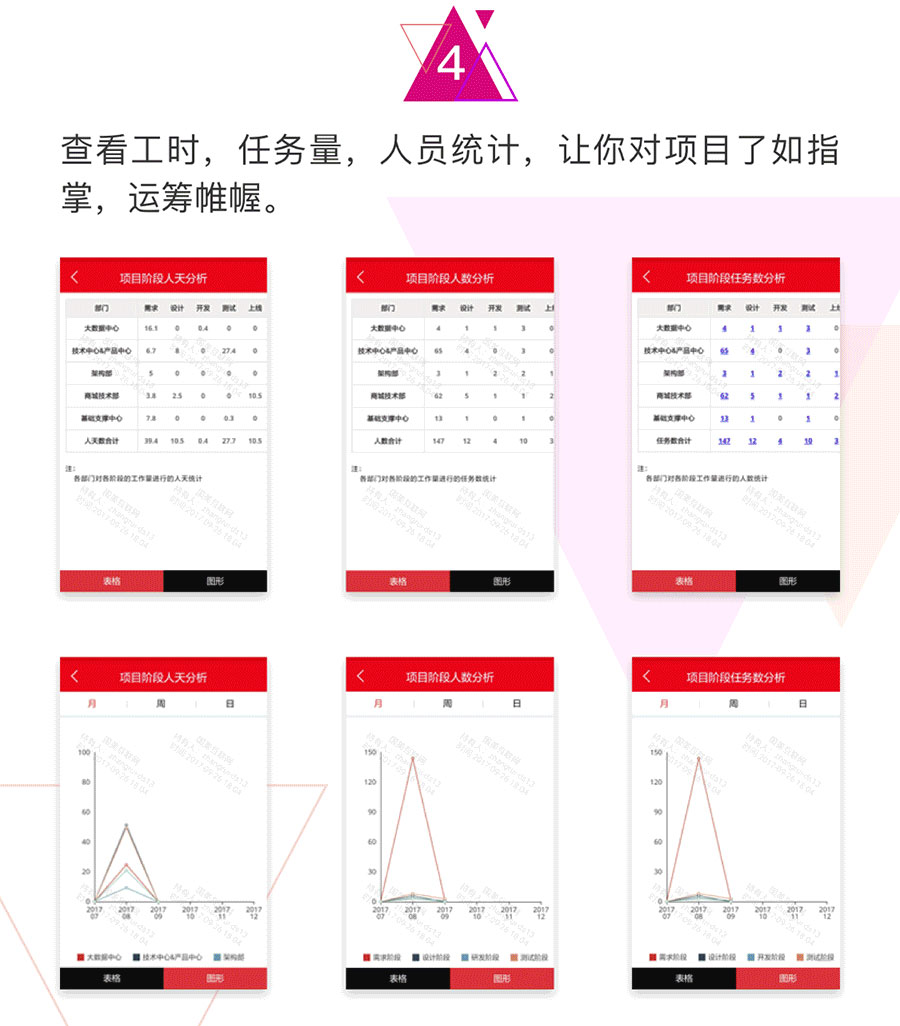 4
查看工时，任务量，人员统计，让你对项目了如指
掌，运筹帷幄。
项目阶段人天分析
部门 需求 设计 开发 测试 上线
大数据中心 16.1 0 0.4 0 0
技术中心&产品中心 6.7 8 0 27.4 0
架构部 5 0 0 0 0
商城技术部 3.8 2.5 0 0 10.5
基础支撑中心 7.8 0 0 0.3 0
人天数合计 39.4 10.5 0.4 27.7 10.5
注：
各部门对各阶段的工作量进行的人天统计
表格 图形
项目阶段人数分析
部门 需求 设计 开发 测试
大数据中心 4 1 1 3 0
技术中心&产品中心 65 4 0 3 0
架构部 3 1 2 2 1
商城技术部 62 5 1 1 2
基础支撑中心 13 1 0 1 0
人数合计 147 12 4 10 3
注：
各部门对各阶段的工作量进行的任务数统计
表格 图形
项目阶段任务数分析
部门 需求 设计 开发 测试
大数据中心 4 1 1 3 0
技术中心&产品中心 65 4 0 3 0
架构部 3 1 2 2 1
商城技术部 62 5 1 1 2
基础支撑中心 13 1 0 1 0
任务数合计 147 12 4 10 3
注：
各部门对各阶段工作量进行的人数统计
表格 图形
项目阶段人天分析
月 周 日
100
80
60
40
20
0
2017 2017 2017 2017 2017 2017
07 08 09 10 11 12
大数据中心 技术中心&产品中心 架构部
表格 图形
项目阶段人数分析
月 周 日
150
120
90
60
30
0
2017 2017 2017 2017 2017 2017
07 08 09 10 11 12
需求阶段 设计阶段 研发阶段 测试阶段
表格 图形
项目阶段任务数分析
月 周 日
150
120
90
60
30
0
2017 2017 2017 2017 2017 2017
07 08 09 10 11 12
需求阶段 设计阶段 开发阶段 测试阶段
表格 图形